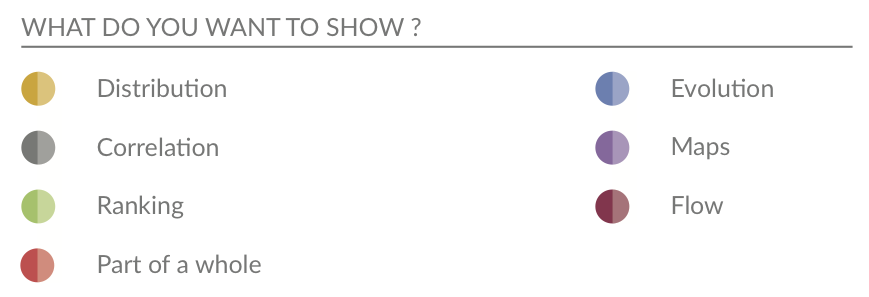 WHAT DO YOU WANT TO SHOW ?
Distribution
Correlation
Ranking
Part of a whole
Evolution
Maps
Flow